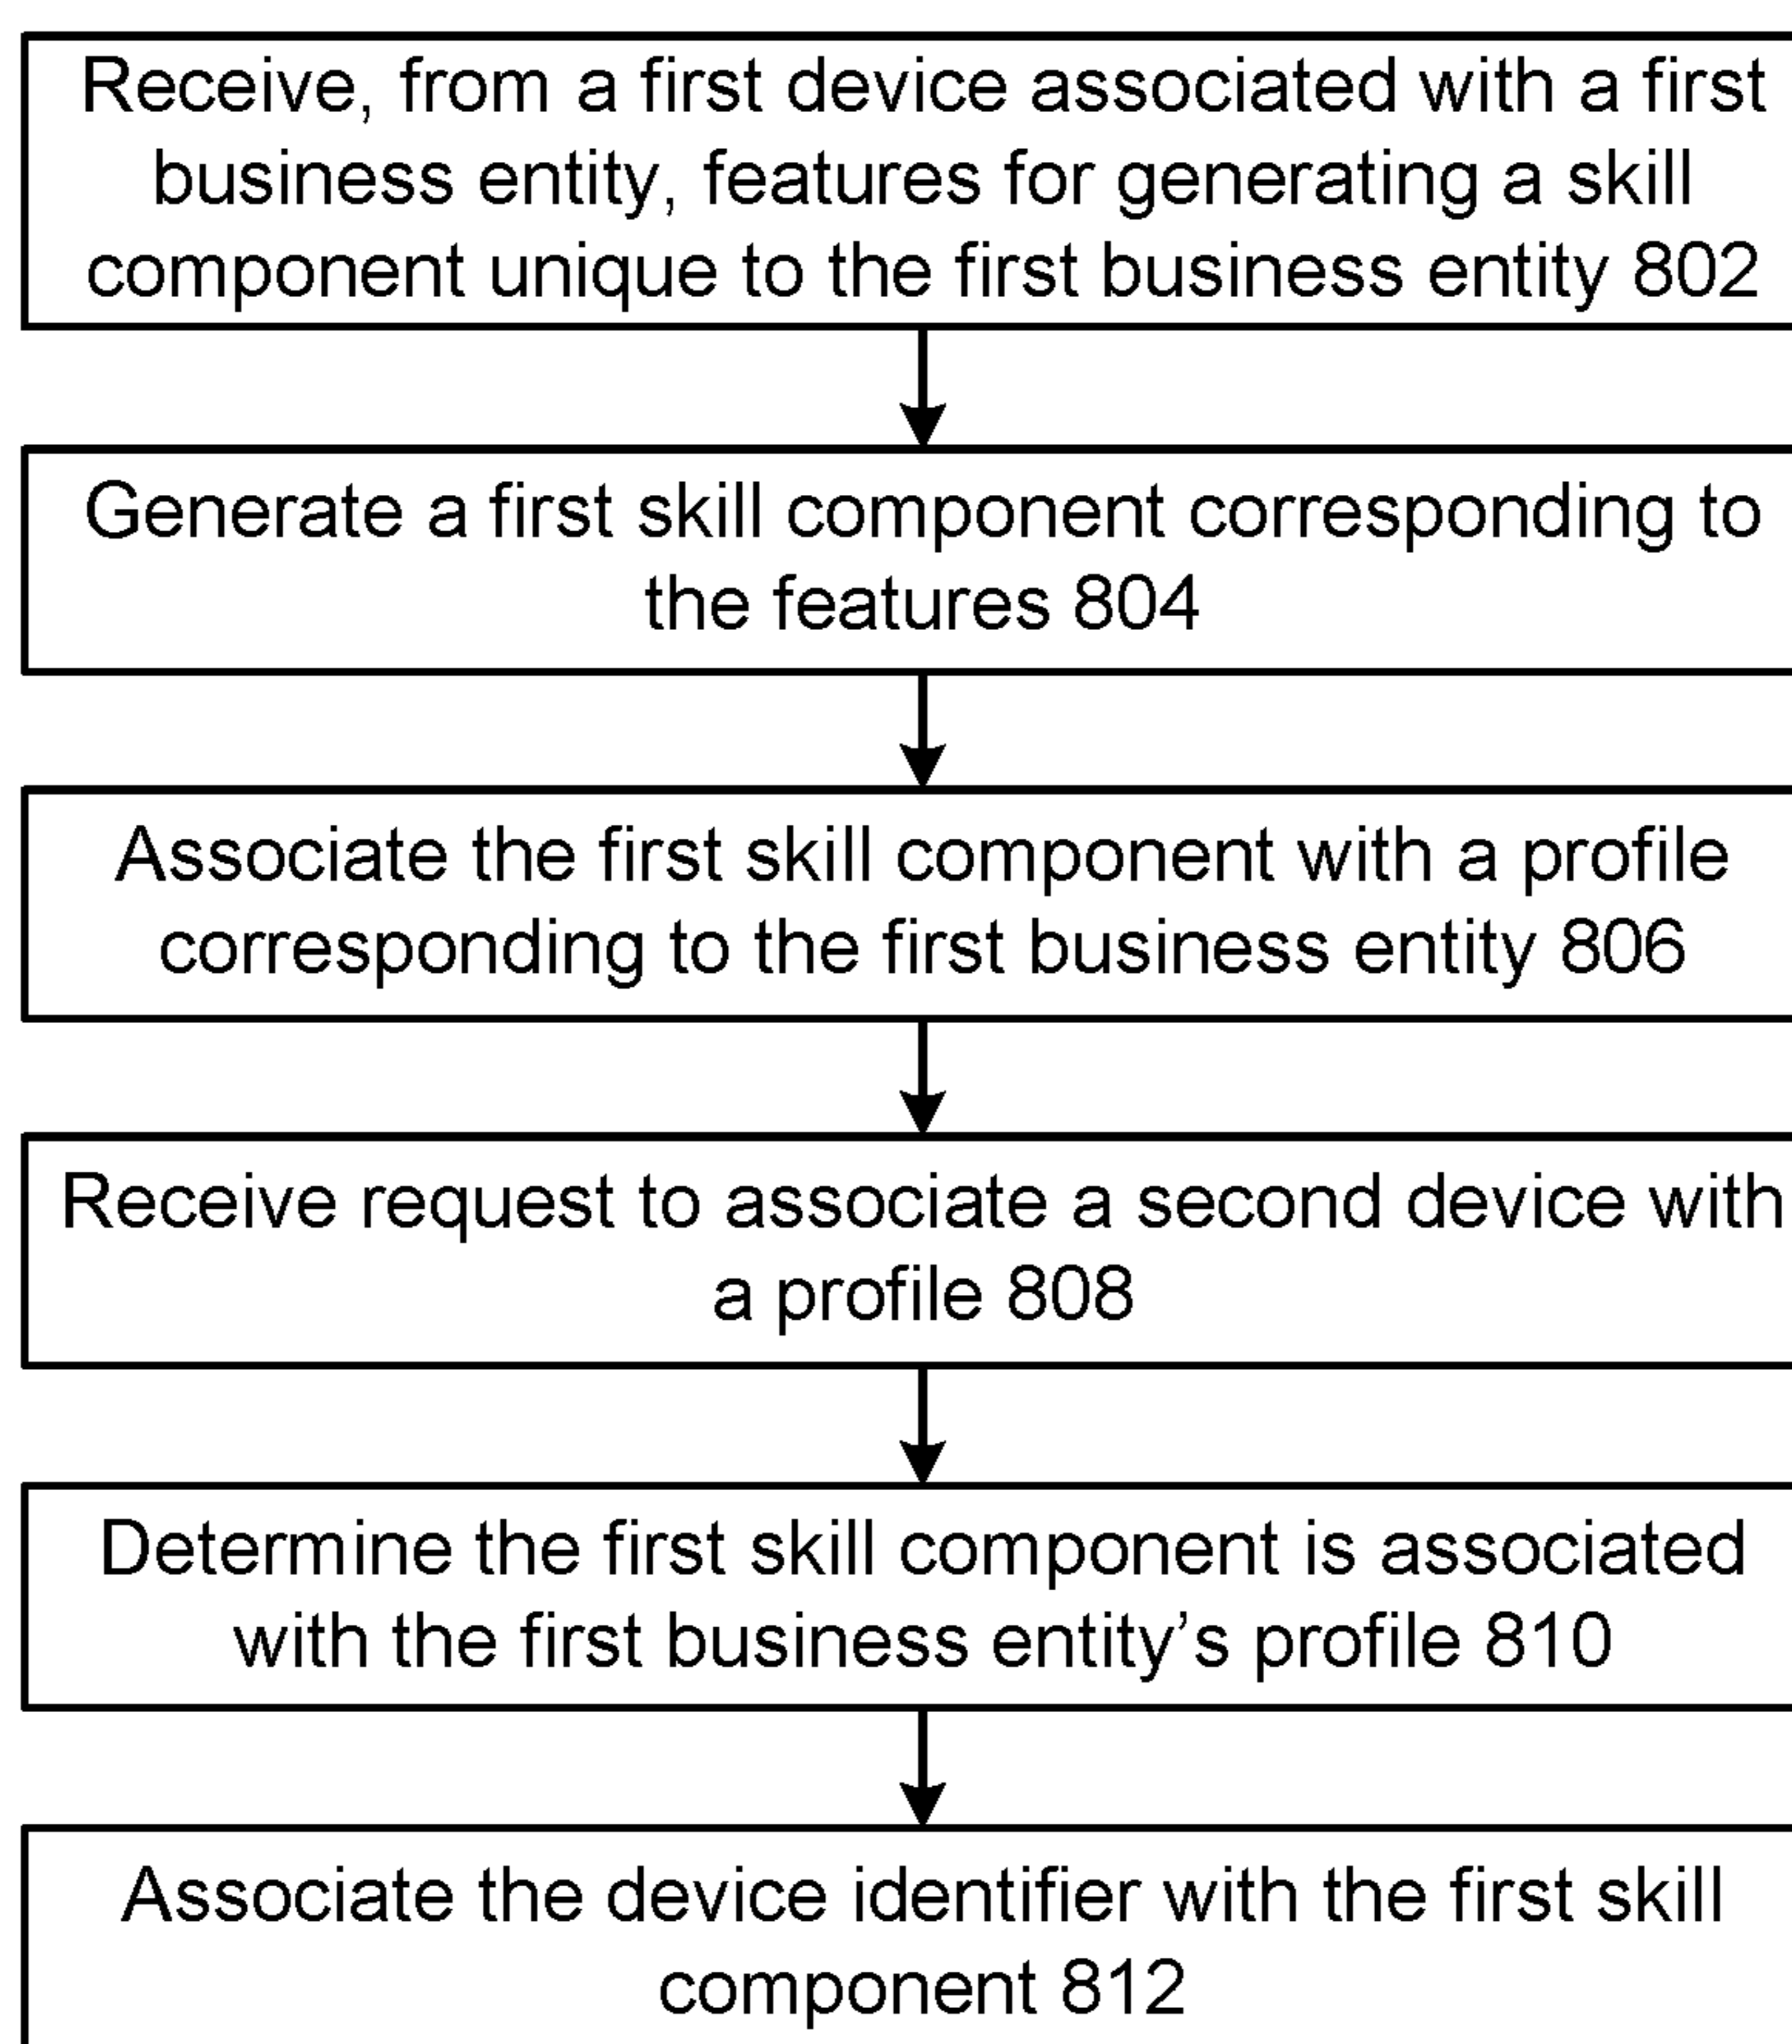 Receive, from a first device associated with a first
business entity, features for generating a skill
component unique to the first business entity 802
Generate a first skill component corresponding to
the features 804
Associate the first skill component with a profile
corresponding to the first business entity 806
Receive request to associate a second device with
a profile 808
Determine the first skill component is associated
with the first business entity’s profile 810
Associate the device identifier with the first skill
component 812